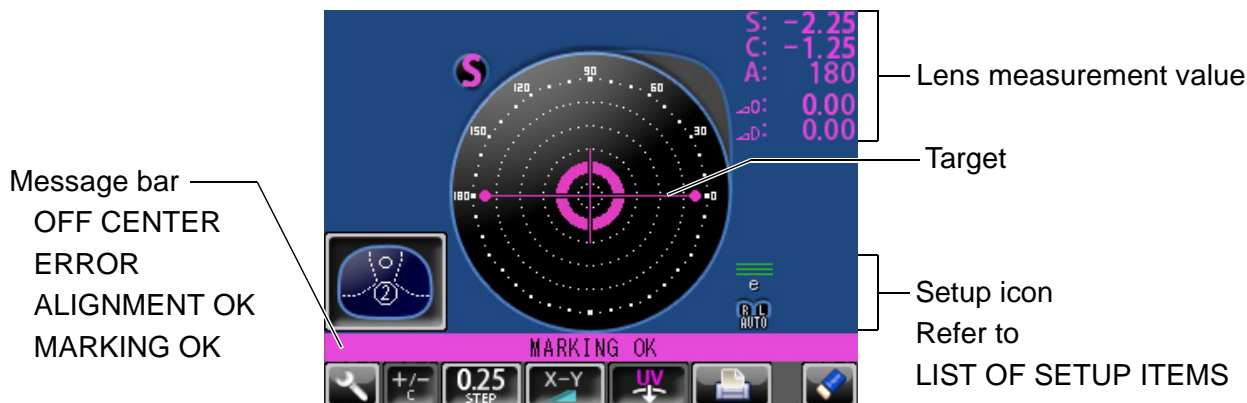 S: -2.25
C: -1.25
A: 180
⊿O: 0.00
⊿D: 0.00
Lens measurement value
S
90
120
60
150
30
180
0
Target
Message bar
OFF CENTER
ERROR
ALIGNMENT OK
MARKING OK
2
e
R L
AUTO
Setup icon
Refer to
LIST OF SETUP ITEMS
MARKING OK
+/-
C
0.25
STEP
X-Y
UV